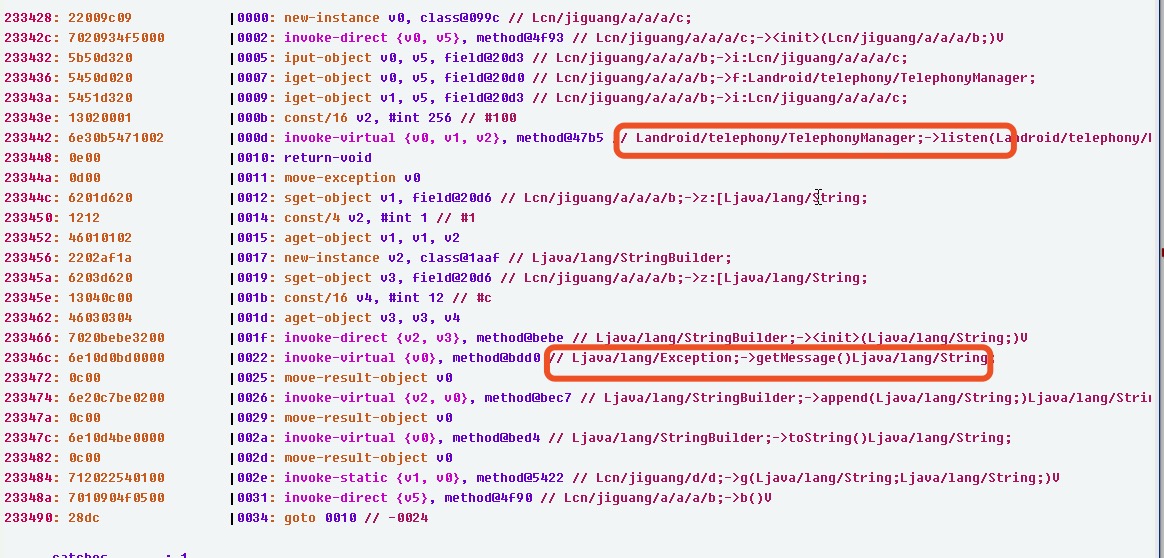 233428: 22009c09 |0000: new-instance v0, class@099c // Lcn/jiguang/a/a/a/c;
23342c: 7020934f5000 |0002: invoke-direct {v0, v5}, method@4f93 // Lcn/jiguang/a/a/a/c;-><init>(Lcn/jiguang/a/a/a/b;)V
233432: 5b50d320 |0005: iput-object v0, v5, field@20d3 // Lcn/jiguang/a/a/a/b;->i:Lcn/jiguang/a/a/a/c;
233436: 5450d020 |0007: iget-object v0, v5, field@20d0 // Lcn/jiguang/a/a/a/b;->f:Landroid/telephony/TelephonyManager;
23343a: 5451d320 |0009: iget-object v1, v5, field@20d3 // Lcn/jiguang/a/a/a/b;->i:Lcn/jiguang/a/a/a/c;
23343e: 13020001 |000b: const/16 v2, #int 256 // #100
233442: 6e30b5471002 |000d: invoke-virtual {v0, v1, v2}, method@47b5 // Landroid/telephony/TelephonyManager;->listen(Landroid/telephony/
233448: 0e00 |0010: return-void
23344a: 0d00 |0011: move-exception v0
23344c: 6201d620 |0012: sget-object v1, field@20d6 // Lcn/jiguang/a/a/a/b;->z:[Ljava/lang/String;
233450: 1212 |0014: const/4 v2, #int 1 // #1
233452: 46010102 |0015: aget-object v1, v1, v2
233456: 2202af1a |0017: new-instance v2, class@1aaf // Ljava/lang/StringBuilder;
23345a: 6203d620 |0019: sget-object v3, field@20d6 // Lcn/jiguang/a/a/a/b;->z:[Ljava/lang/String;
23345e: 13040c00 |001b: const/16 v4, #int 12 // #c
233462: 46030304 |001d: aget-object v3, v3, v4
233466: 7020bebe3200 |001f: invoke-direct {v2, v3}, method@bebe // Ljava/lang/StringBuilder;-><init>(Ljava/lang/String;)V
23346c: 6e10d0bd0000 |0022: invoke-virtual {v0}, method@bdd0 // Ljava/lang/Exception;->getMessage()Ljava/lang/String;
233472: 0c00 |0025: move-result-object v0
233474: 6e20c7be0200 |0026: invoke-virtual {v2, v0}, method@bec7 // Ljava/lang/StringBuilder;->append(Ljava/lang/String;)Ljava/lang/Strin
23347a: 0c00 |0029: move-result-object v0
23347c: 6e10d4be0000 |002a: invoke-virtual {v0}, method@bed4 // Ljava/lang/StringBuilder;->toString()Ljava/lang/String;
233482: 0c00 |002d: move-result-object v0
233484: 712022540100 |002e: invoke-static {v1, v0}, method@5422 // Lcn/jiguang/d/d;->g(Ljava/lang/String;Ljava/lang/String;)V
23348a: 7010904f0500 |0031: invoke-direct {v5}, method@4f90 // Lcn/jiguang/a/a/a/b;->b()V
233490: 28dc |0034: goto 0010 // -0024
catches : 1